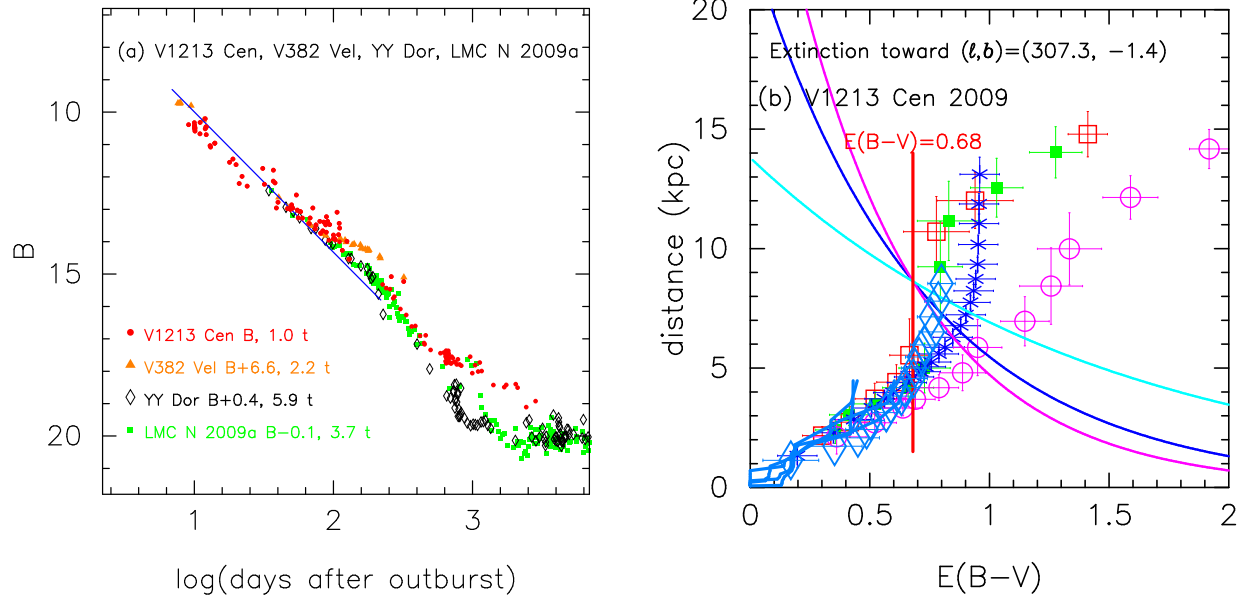 (a) V1213 Cen, V382 Vel, YY Dor, LMC N 2009a
B
10
15
20
V1213 Cen B, 1.0 t
V382 Vel B+6.6, 2.2 t
YY Dor B+0.4, 5.9 t
LMC N 2009a B−0.1, 3.7 t
1
2
3
log(days after outburst)
Extinction toward (ℓ,b)=(307.3, −1.4)
(b) V1213 Cen 2009
E(B−V)=0.68
distance (kpc)
20
15
10
5
0
0
0.5
1
1.5
2
E(B−V)